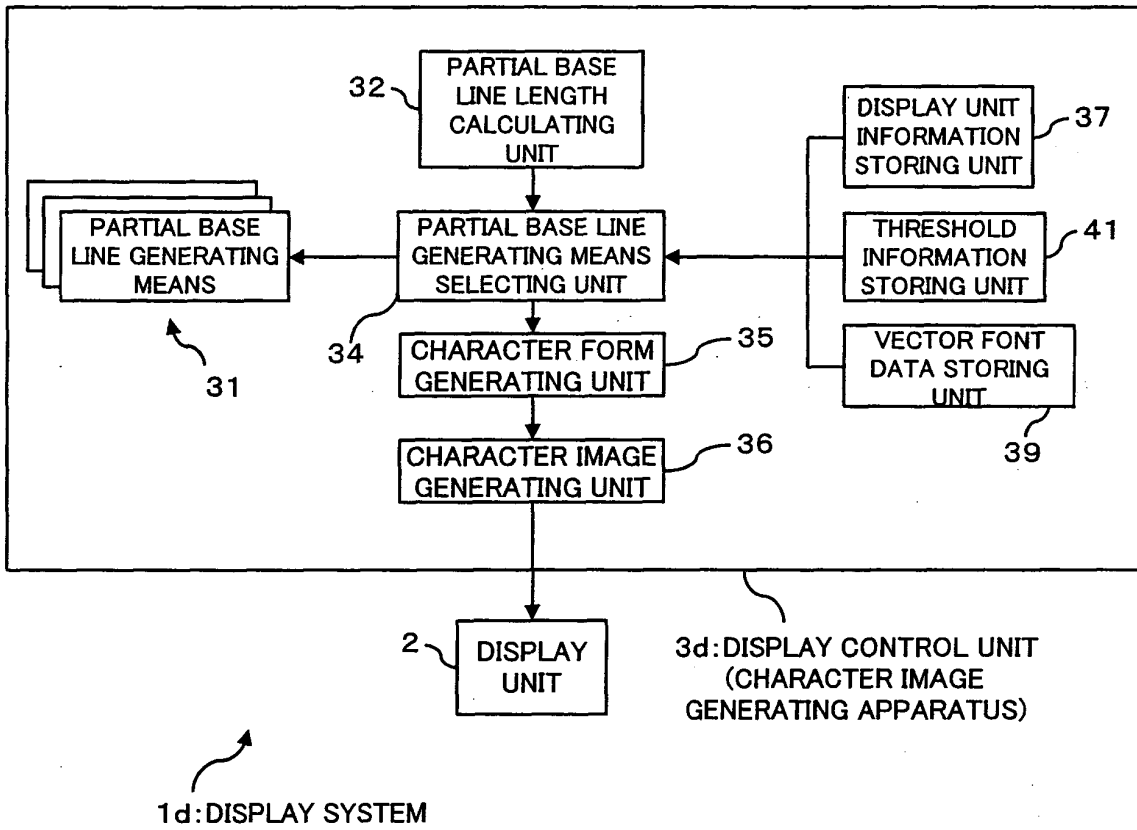 32
PARTIAL BASE
LINE LENGTH
CALCULATING
UNIT
DISPLAY UNIT
INFORMATION
STORING UNIT
37
PARTIAL BASE
LINE GENERATING
MEANS
31
PARTIAL BASE LINE
GENERATING MEANS
SELECTING UNIT
34
THRESHOLD
INFORMATION
STORING UNIT
41
CHARACTER FORM
GENERATING UNIT
35
VECTOR FONT
DATA STORING
UNIT
39
CHARACTER IMAGE
GENERATING UNIT
36
2
DISPLAY
UNIT
3d:DISPLAY CONTROL UNIT
(CHARACTER IMAGE
GENERATING APPARATUS)
1d:DISPLAY SYSTEM